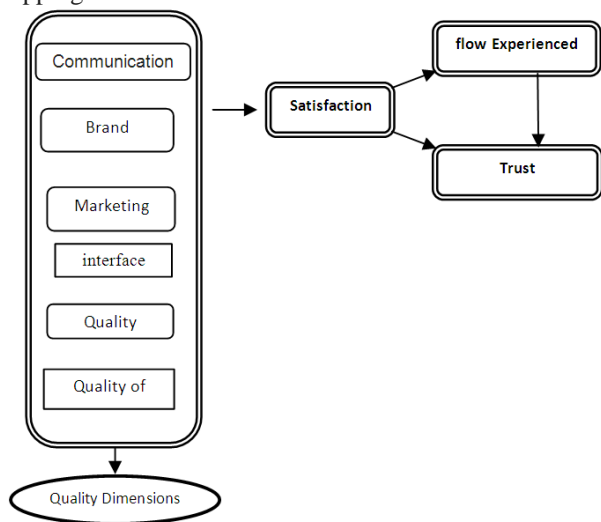 Communication
Brand
Marketing
interface
Quality
Quality of
Quality Dimensions
Satisfaction
flow Experienced
Trust